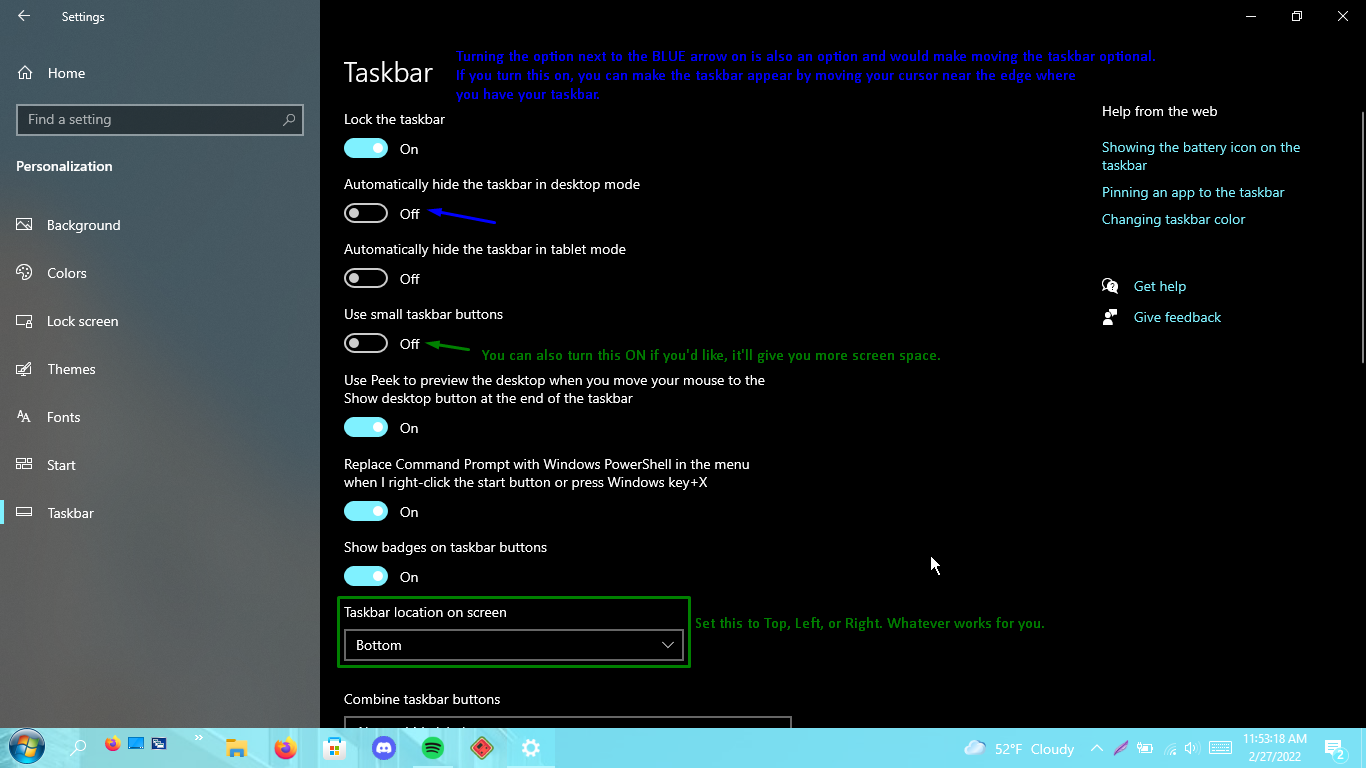 Settings
Home
Find a setting
Personalization
Background
Colors
Lock screen
Themes
Fonts
Start
Taskbar
Taskbar
Turning the option next to the BLUE arrow on is also an option and would make moving the taskbar optional.
If you turn this on, you can make the taskbar appear by moving your cursor near the edge where
you have your taskbar.
Lock the taskbar
On
Automatically hide the taskbar in desktop mode
Off
Automatically hide the taskbar in tablet mode
Off
Use small taskbar buttons
Off
You can also turn this ON if you'd like, it'll give you more screen space.
Use Peek to preview the desktop when you move your mouse to the
Show desktop button at the end of the taskbar
On
Replace Command Prompt with Windows PowerShell in the menu
when I right-click the start button or press Windows key+X
On
Show badges on taskbar buttons
On
Taskbar location on screen
Bottom
Set this to Top, Left, or Right. Whatever works for you.
Combine taskbar buttons
Help from the web
Showing the battery icon on the
taskbar
Pinning an app to the taskbar
Changing taskbar color
Get help
Give feedback
52°F Cloudy
11:53:18 AM
2/27/2022
2